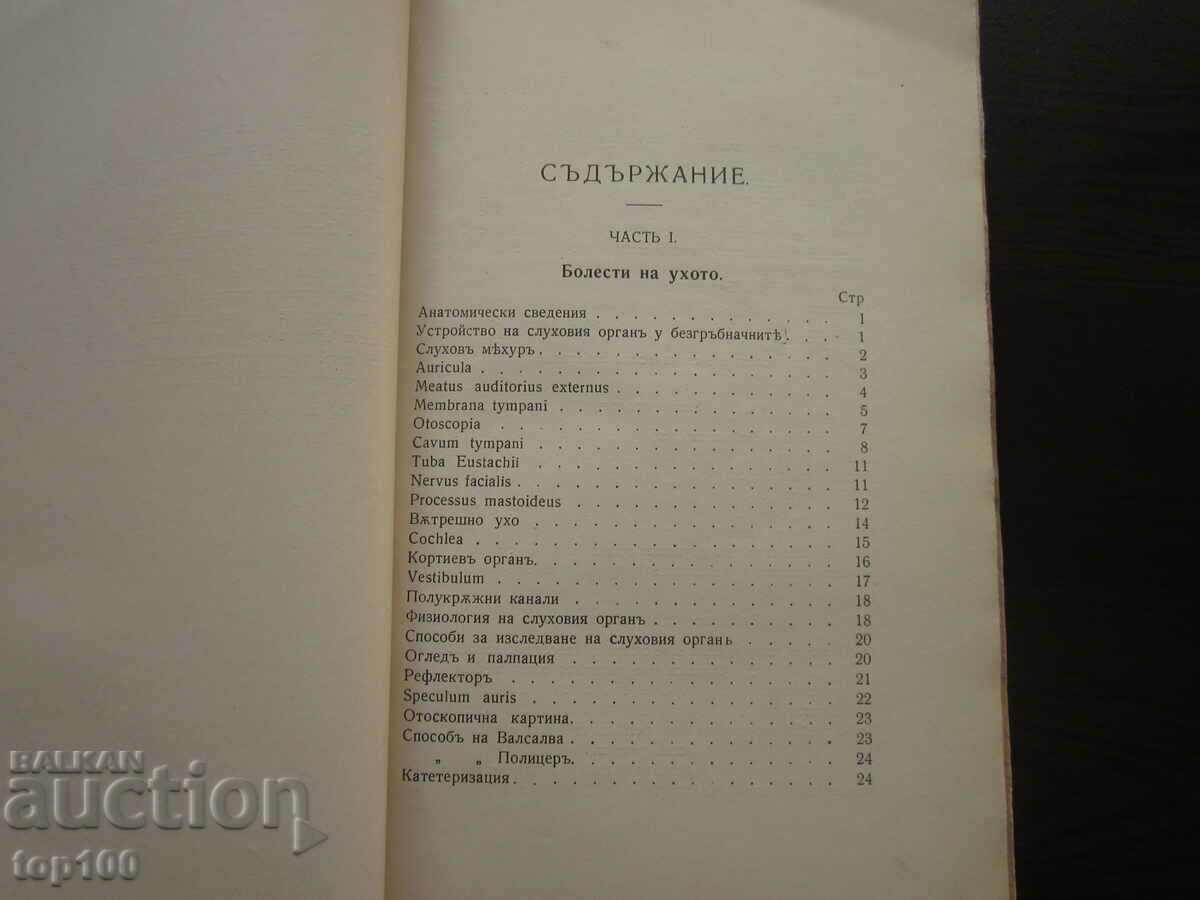 СЪДЪРЖАНИЕ.
ЧАСТЬ I.
Болести на ухото.
Стр
Анатомически сведения . . . . . . . . . . . . . 1
Устройство на слуховия органъ у безгръбначнитѣ . . . 1
Слуховъ мѣхуръ . . . . . . . . . . . . . . . 2
Auricula . . . . . . . . . . . . . . . . . . 3
Meatus auditorius externus . . . . . . . . . . . 4
Membrana tympani . . . . . . . . . . . . . . 5
Otoscopia . . . . . . . . . . . . . . . . . 7
Cavum tympani . . . . . . . . . . . . . . . 8
Tuba Eustachii . . . . . . . . . . . . . . . 11
Nervus facialis . . . . . . . . . . . . . . . . 11
Processus mastoideus . . . . . . . . . . . . . 12
Вѫтрешно ухо . . . . . . . . . . . . . . . 14
Cochlea . . . . . . . . . . . . . . . . . . 15
Кортиевъ органъ. . . . . . . . . . . . . . . 16
Vestibulum . . . . . . . . . . . . . . . . . 17
Полукрѫжни канали . . . . . . . . . . . . . 18
Физиология на слуховия органъ . . . . . . . . . . 18
Способи за изследване на слуховия органъ . . . . . 20
Огледъ и палпация . . . . . . . . . . . . . . 20
Рефлекторъ . . . . . . . . . . . . . . . . 21
Speculum auris . . . . . . . . . . . . . . . 22
Отоскопична картина. . . . . . . . . . . . . . 23
Способъ на Валсалва . . . . . . . . . . . . . 23
„ „ Полицеръ. . . . . . . . . . . . . . 24
Катетеризация . . . . . . . . . . . . . . . . 24
BALKAN
auction
top100